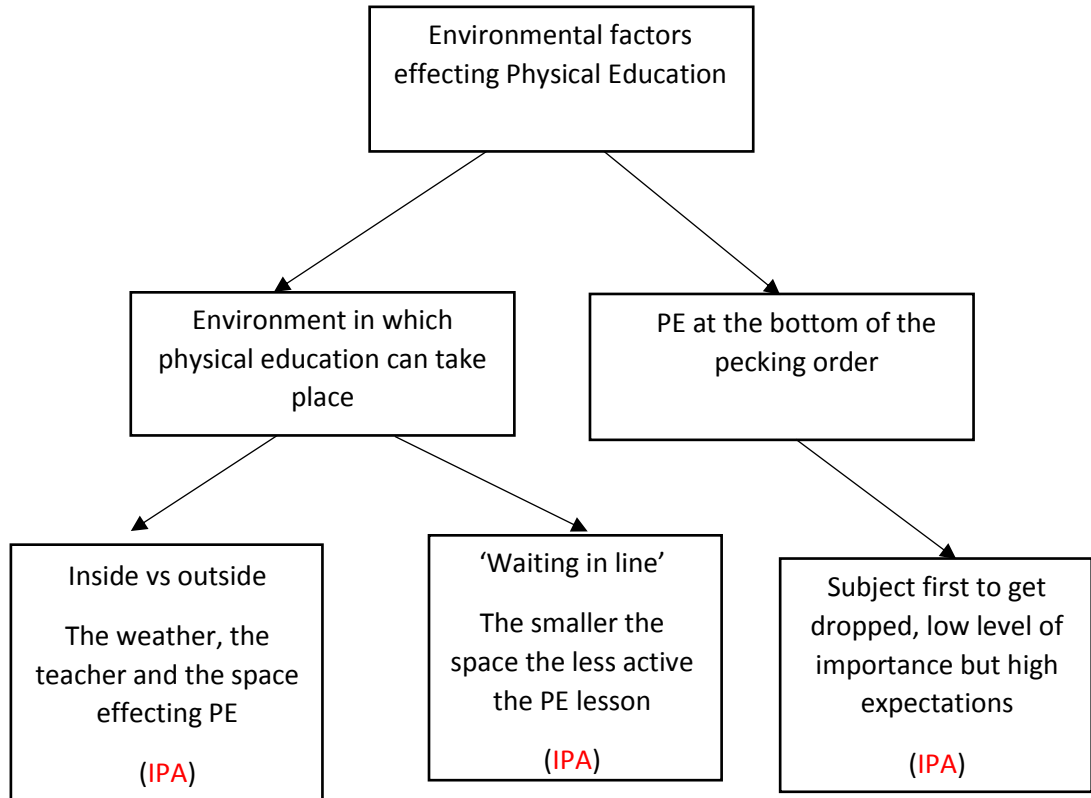 Environmental factors
effecting Physical Education
Environment in which
physical education can take
place
PE at the bottom of the
pecking order
Inside vs outside
The weather, the
teacher and the space
effecting PE
(IPA)
‘Waiting in line’
The smaller the
space the less active
the PE lesson
(IPA)
Subject first to get
dropped, low level of
importance but high
expectations
(IPA)